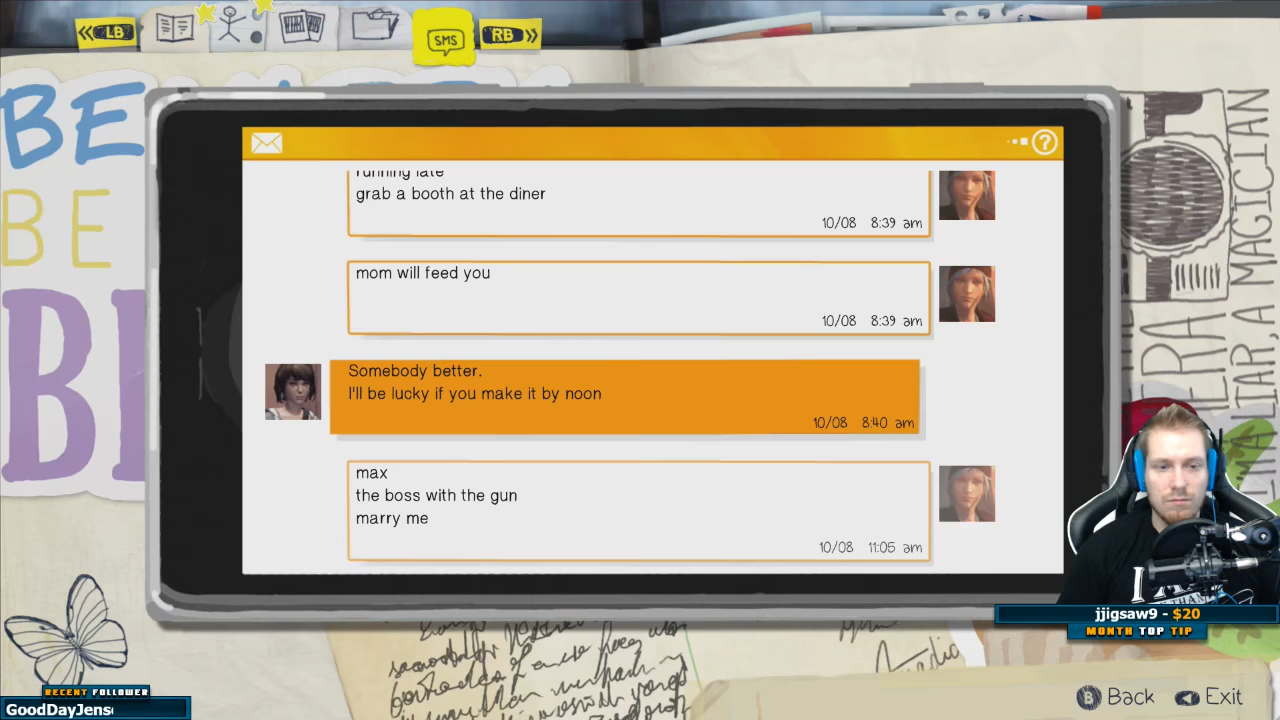 LB
SMS
RB
BE
BE
running late
grab a booth at the diner
10/08 8:39 am
mom will feed you
10/08 8:39 am
Somebody better.
I'll be lucky if you make it by noon
10/08 8:40 am
max
the boss with the gun
marry me
10/08 11:05 am
?
LIAR, A MAGICIAN
jjigsaw9 - $20
MONTH TOP TIP
RECENT FOLLOWER
GoodDayJens
B Back
Exit